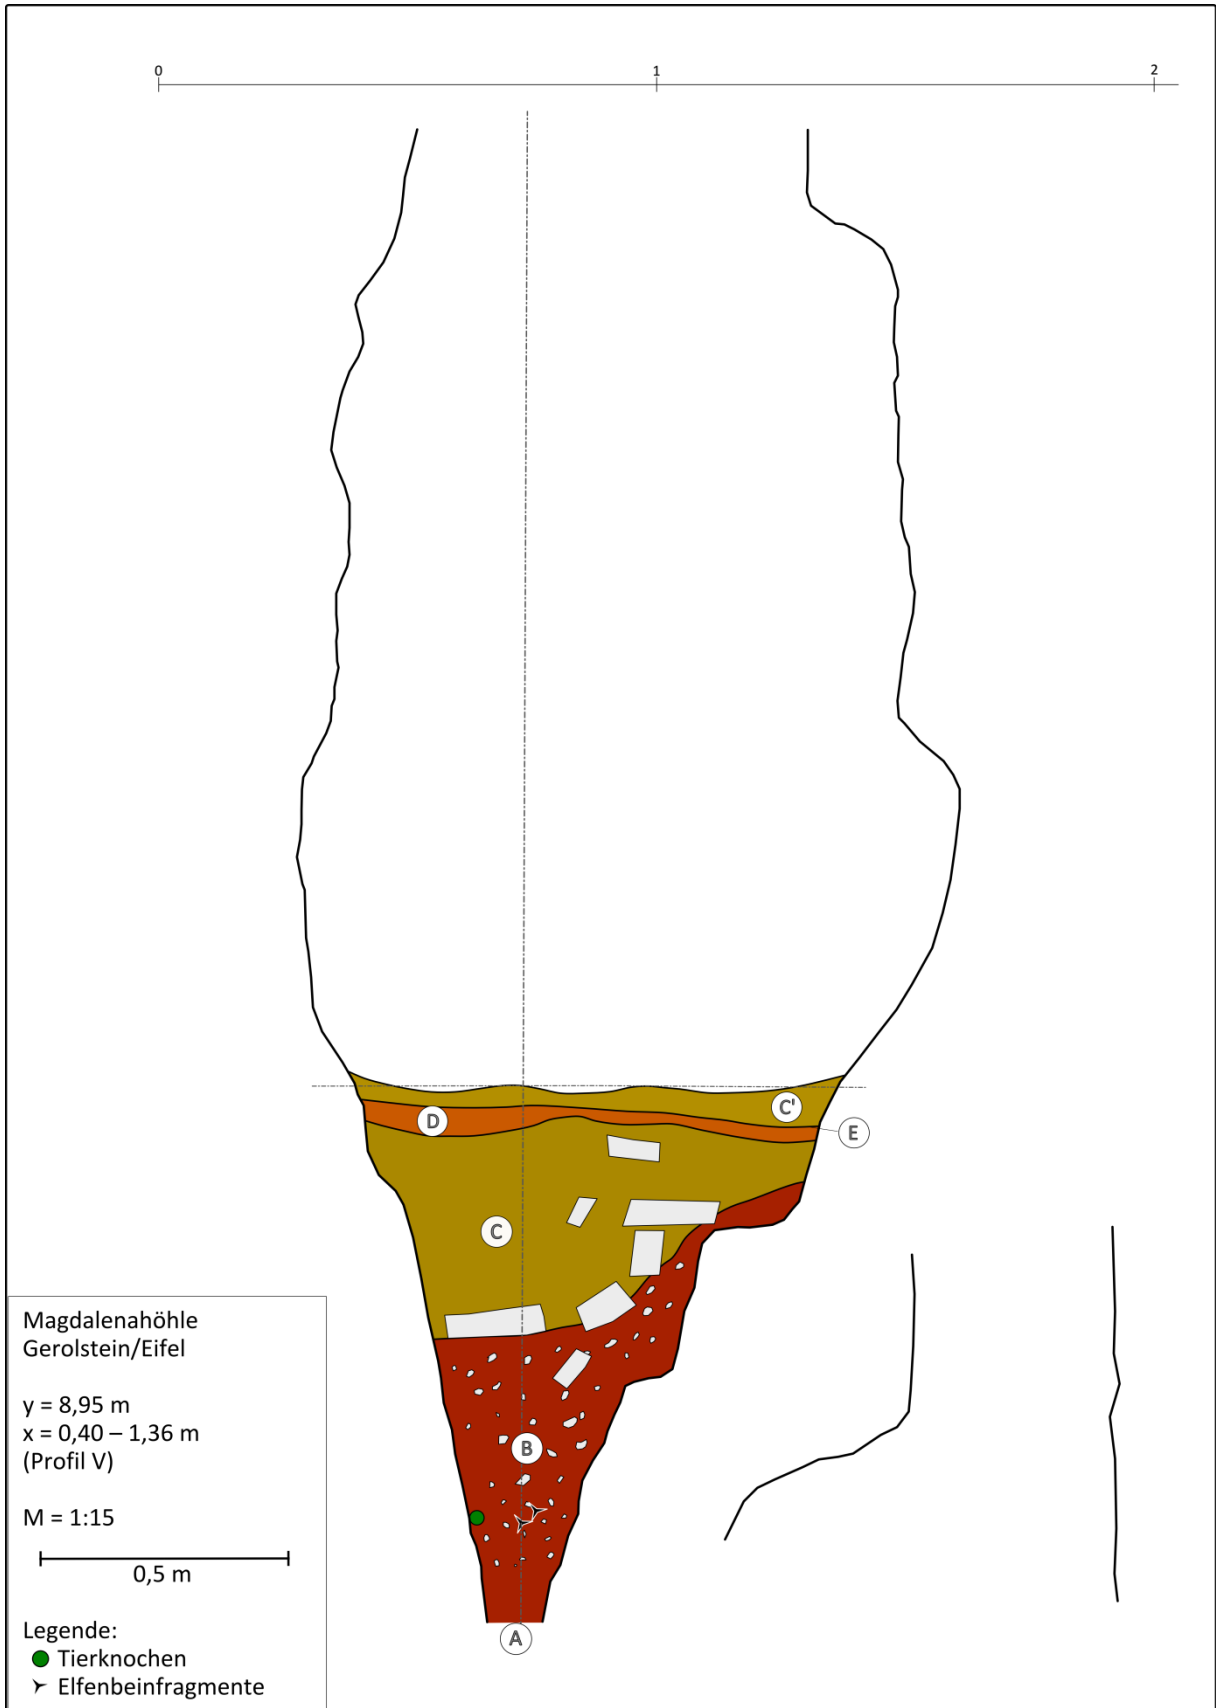 0 1 2
C'
D
E
C
B
A
Magdalenahöhle
Gerolstein/Eifel
y = 8,95 m
x = 0,40 – 1,36 m
(Profil V)
M = 1:15
0,5 m
Legende:
Tierknochen
Elfenbeinfragmente